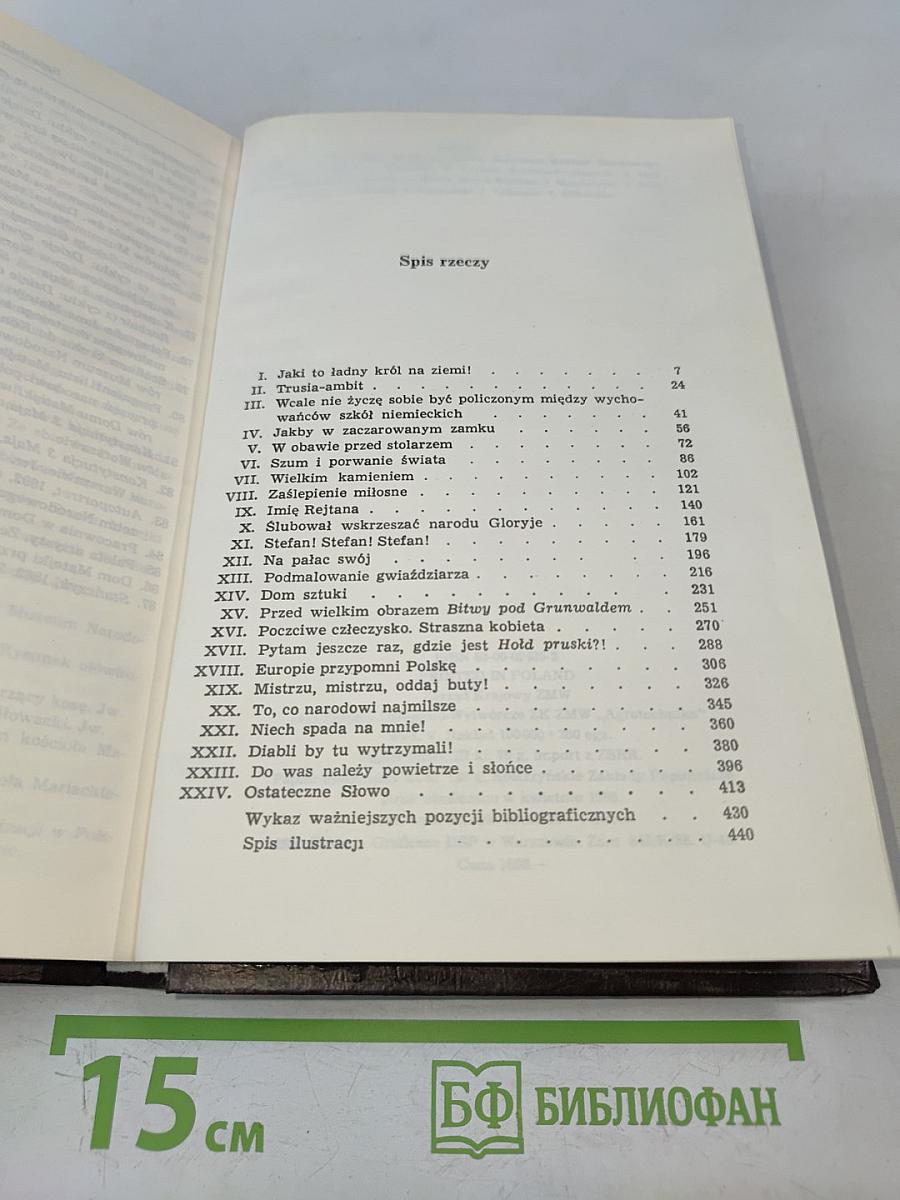 Spis rzeczy
I. Jaki to ładny król na ziemi! . . . . . . 7
II. Trusia-ambit . . . . . . . . . . . 24
III. Wcale nie życzę sobie być policzonym między wycho-
wańców szkół niemieckich . . . . . . . 41
IV. Jakby w zaczarowanym zamku . . . . . . 56
V. W obawie przed stolarzem . . . . . . . 72
VI. Szum i porwanie świata . . . . . . . 86
VII. Wielkim kamieniem . . . . . . . . . 102
VIII. Zaślepienie miłosne . . . . . . . . . 121
IX. Imię Rejtana . . . . . . . . . . . 140
X. Ślubował wskrzeszać narodu Gloryje . . . . . 161
XI. Stefan! Stefan! Stefan! . . . . . . . . 179
XII. Na pałac swój . . . . . . . . . . 196
XIII. Podmalowanie gwiaździarza . . . . . . . 216
XIV. Dom sztuki . . . . . . . . . . . 231
XV. Przed wielkim obrazem Bitwy pod Grunwaldem . . 251
XVI. Poczciwe człeczysko. Straszna kobieta . . . . . 270
XVII. Pytam jeszcze raz, gdzie jest Hołd pruski?! . . . 288
XVIII. Europie przypomni Polskę . . . . . . . 306
XIX. Mistrzu, mistrzu, oddaj buty! . . . . . . 326
XX. To, co narodowi najmilsze . . . . . . . 345
XXI. Niech spada na mnie! . . . . . . . . 360
XXII. Diabli by tu wytrzymali! . . . . . . . 380
XXIII. Do was należy powietrze i słońce . . . . . 396
XXIV. Ostateczne Słowo . . . . . . . . . 413
Wykaz ważniejszych pozycji bibliograficznych . . 430
Spis ilustracji . . . . . . . . . . 440
15 см
БФ БИБЛИОФАН